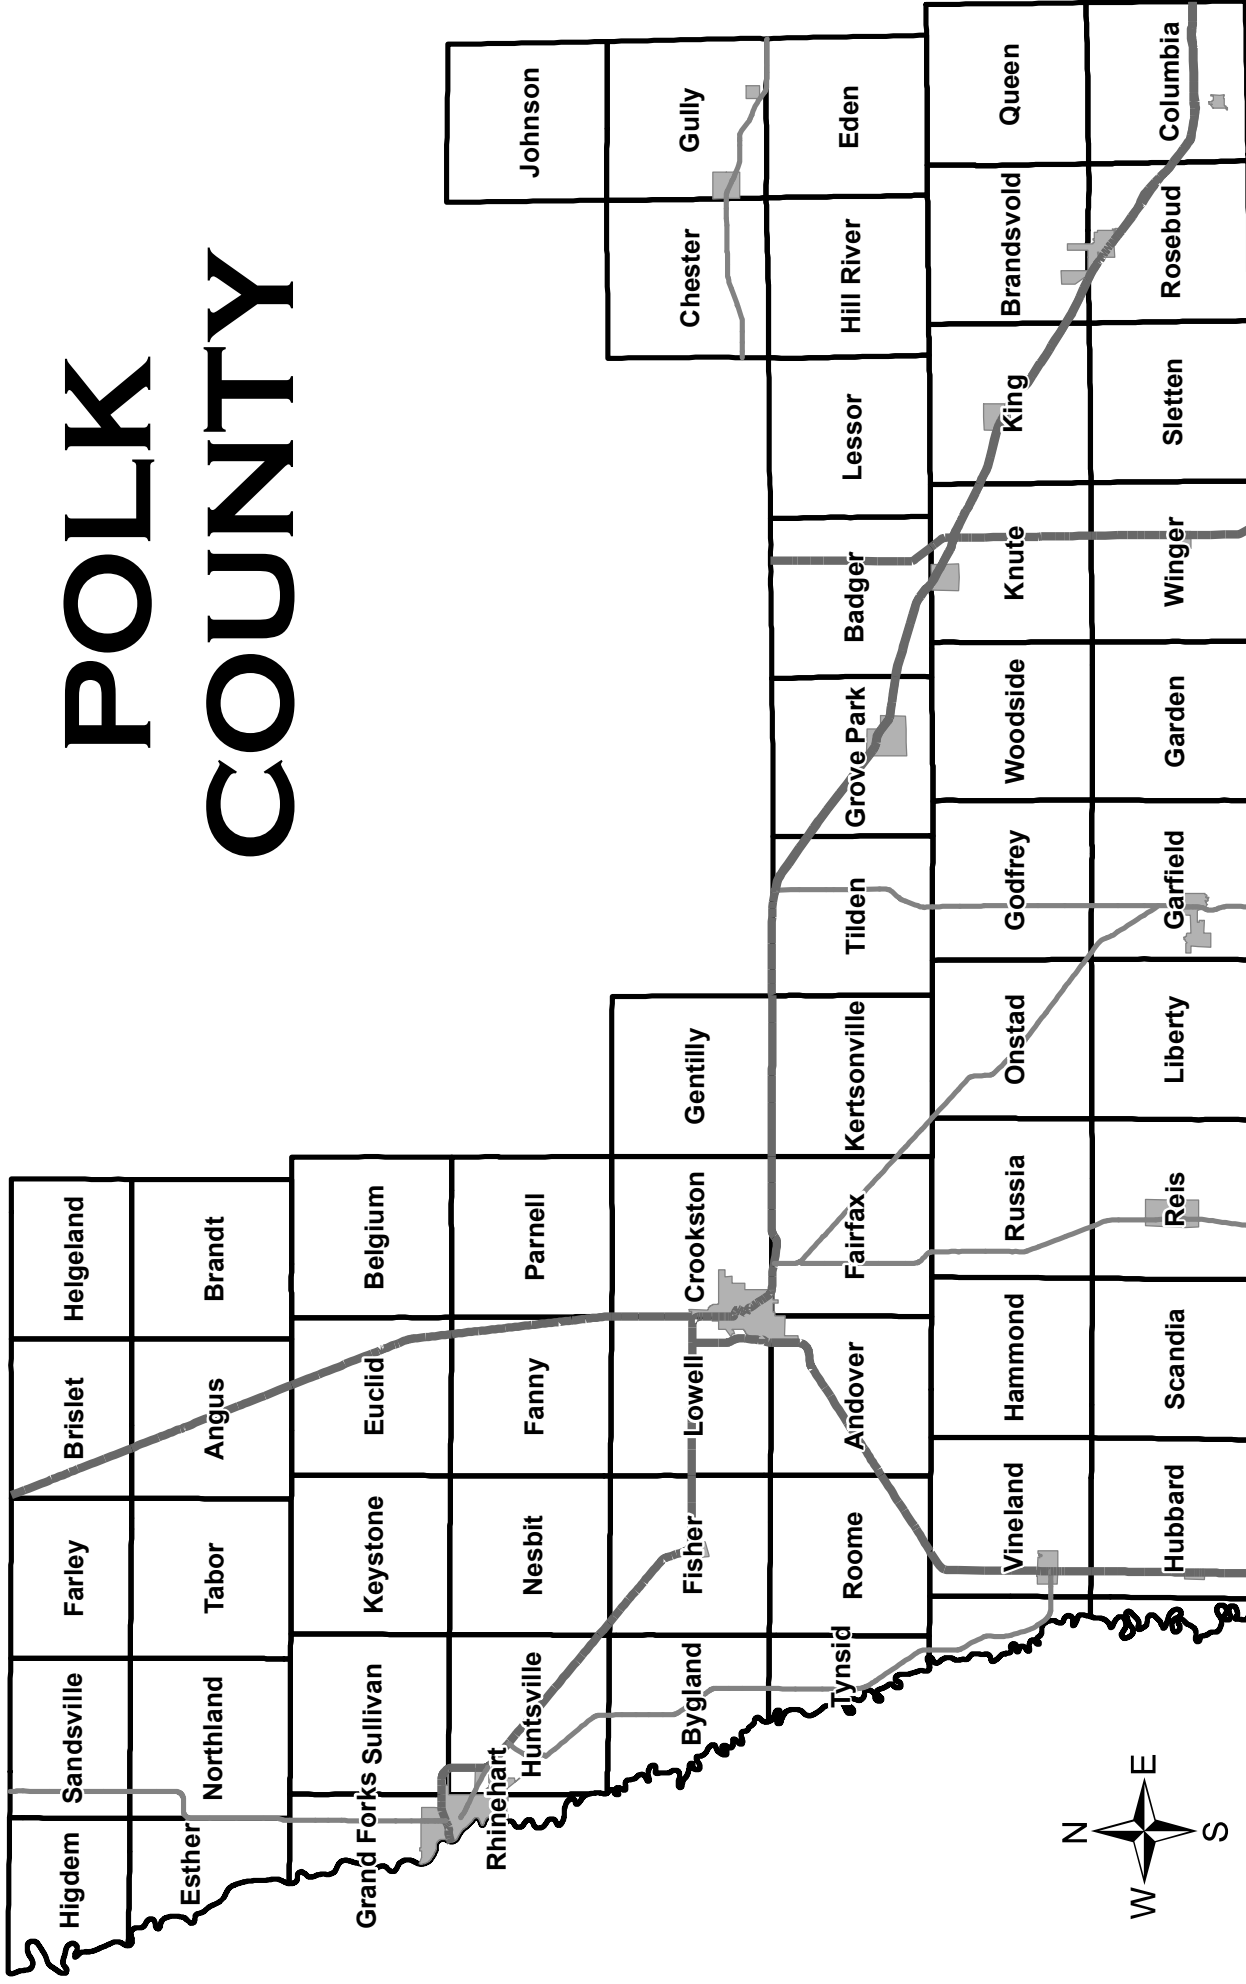 POLK
COUNTY
Higdem
Sandsville
Farley
Brislet
Helgeland
Esther
Northland
Tabor
Angus
Brandt
Grand Forks
Sullivan
Keystone
Euclid
Belgium
Rhinehart
Huntsville
Nesbit
Fanny
Parnell
Johnson
Bygland
Fisher
Lowell
Crookston
Gentilly
Chester
Gully
Tynsid
Roome
Andover
Fairfax
Kertsonville
Tilden
Grove Park
Badger
Lessor
Hill River
Eden
Vineland
Hammond
Russia
Onstad
Godfrey
Woodside
Knute
King
Brandsvold
Queen
Hubbard
Scandia
Reis
Liberty
Garfield
Garden
Winger
Sletten
Rosebud
Columbia
N
W
E
S